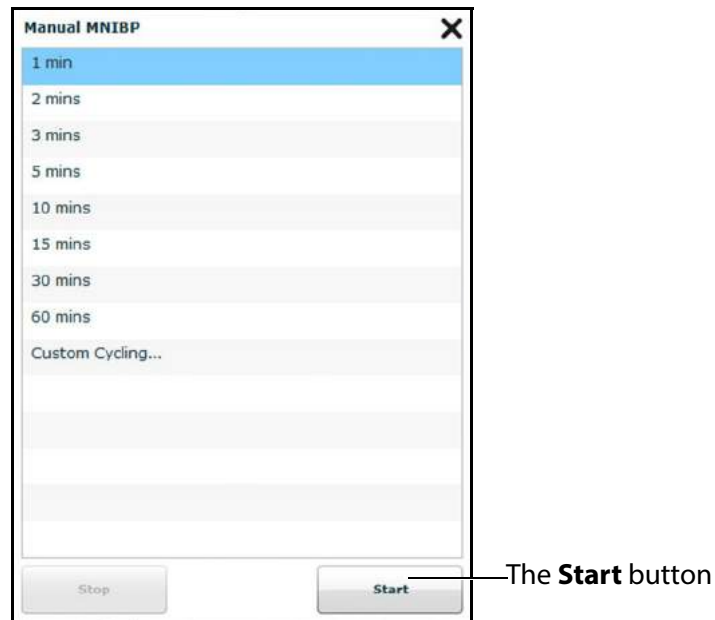 Manual MNIBP
1 min
2 mins
3 mins
5 mins
10 mins
15 mins
30 mins
60 mins
Custom Cycling...
Stop
Start
The Start button